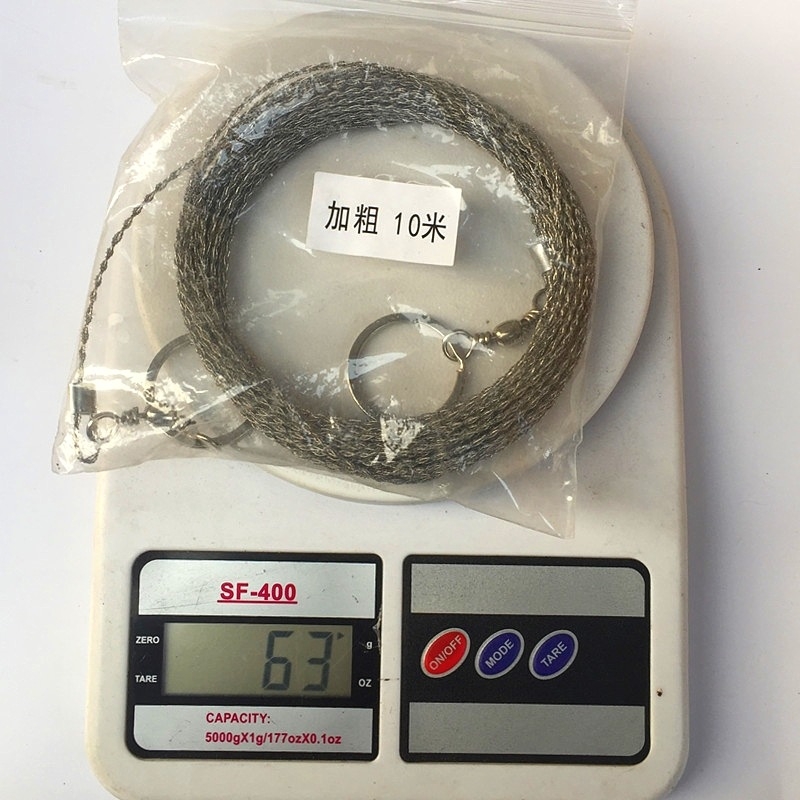 加粗 10米
SF-400
ZERO
TARE
63
g
OZ
CAPACITY:
5000gX1g/177ozX0.1oz
ON/OFF
MODE
TARE